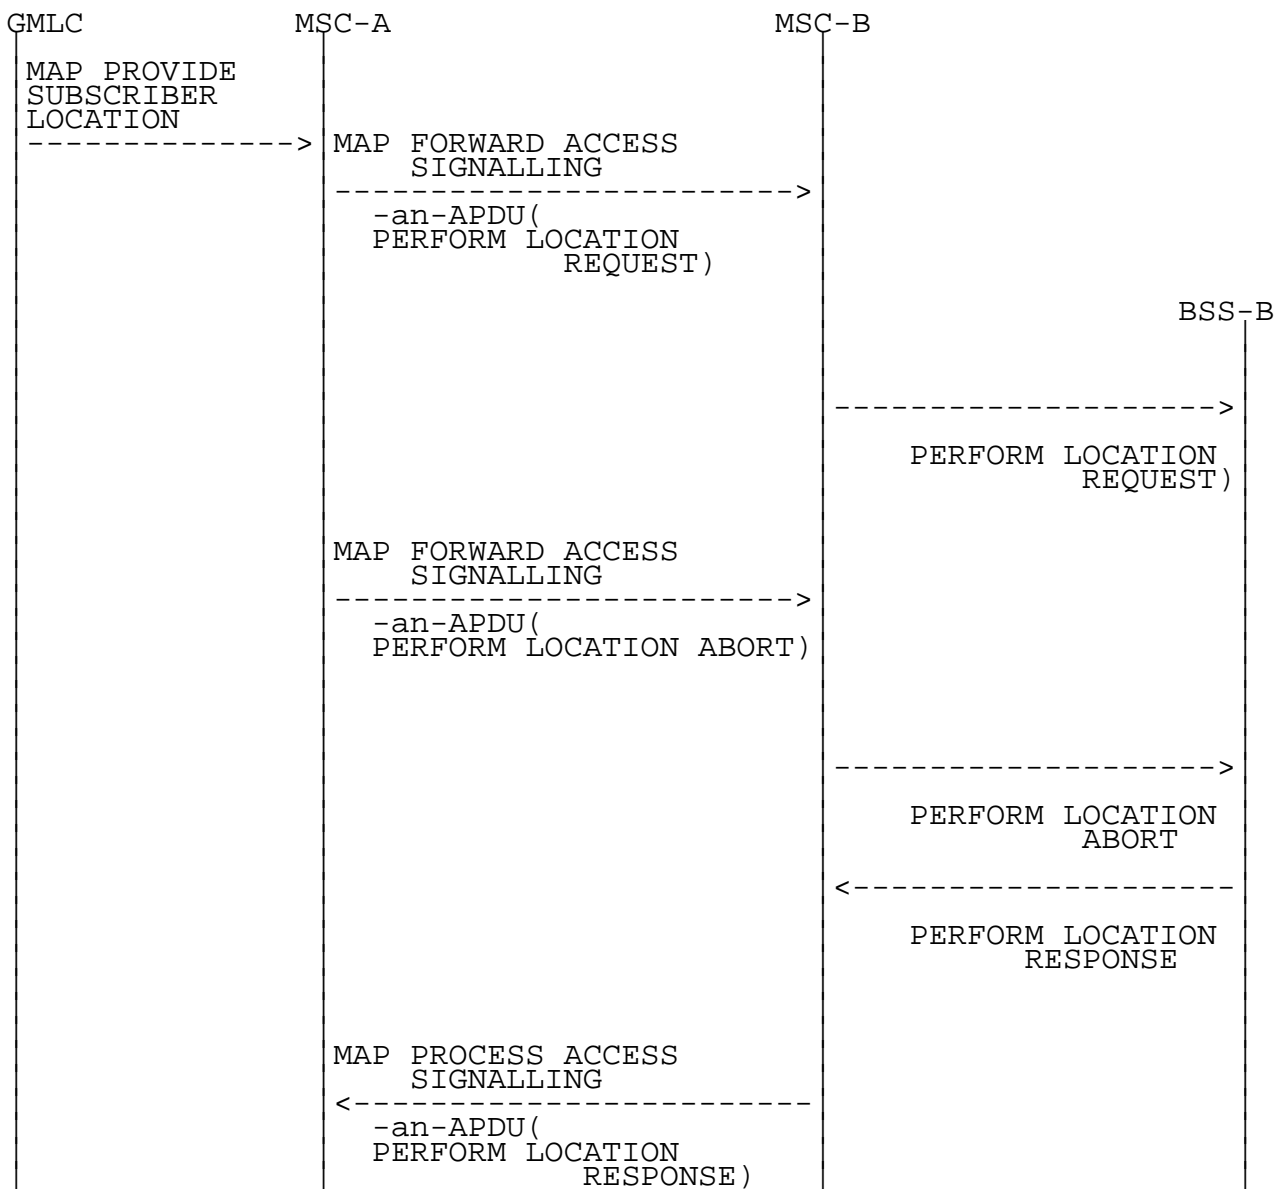 GMLC MSC-A MSC-B
MAP PROVIDE
SUBSCRIBER
LOCATION
--------------> MAP FORWARD ACCESS
SIGNALLING
------------------------>
-an-APDU(
PERFORM LOCATION
REQUEST)
BSS-B
-------------------->
PERFORM LOCATION
REQUEST)
MAP FORWARD ACCESS
SIGNALLING
------------------------>
-an-APDU(
PERFORM LOCATION ABORT)
-------------------->
PERFORM LOCATION
ABORT
<--------------------
PERFORM LOCATION
RESPONSE
MAP PROCESS ACCESS
SIGNALLING
<------------------------
-an-APDU(
PERFORM LOCATION
RESPONSE)